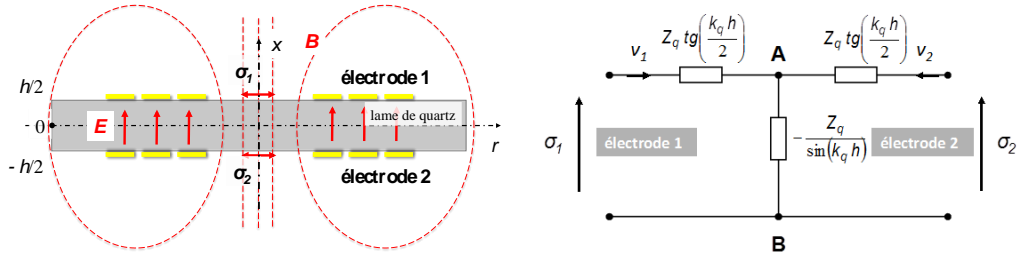 x
B
σ1
h/2
électrode 1
E
lame de quartz
0
r
- h/2
σ2
électrode 2
Zq tg(kq h / 2)
Zq tg(kq h / 2)
v1
A
v2
σ1
électrode 1
- Zq / sin(kq h)
électrode 2
σ2
B